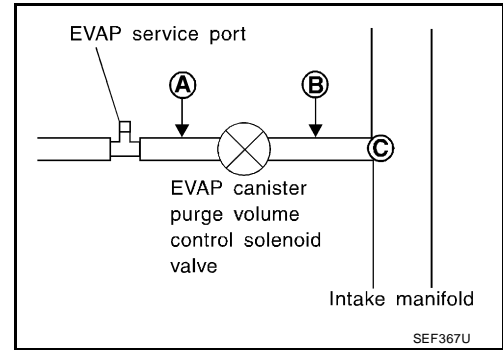 EVAP service port
A
B
C
EVAP canister
purge volume
control solenoid
valve
Intake manifold
SEF367U